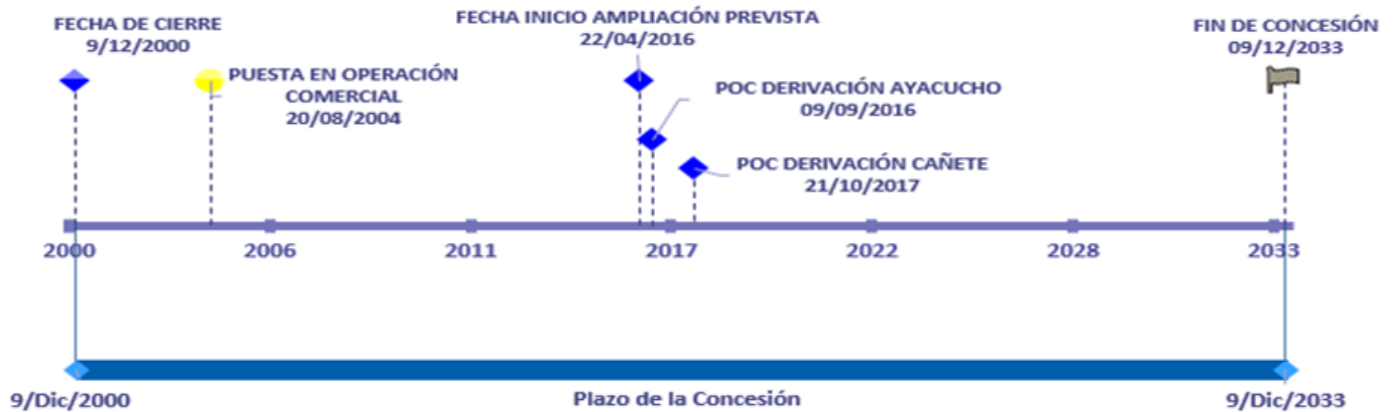 FECHA DE CIERRE
9/12/2000
PUESTA EN OPERACIÓN
COMERCIAL
20/08/2004
FECHA INICIO AMPLIACIÓN PREVISTA
22/04/2016
POC DERIVACIÓN AYACUCHO
09/09/2016
POC DERIVACIÓN CAÑETE
21/10/2017
FIN DE CONCESIÓN
09/12/2033
2000 2006 2011 2017 2022 2028 2033
9/Dic/2000 Plazo de la Concesión 9/Dic/2033